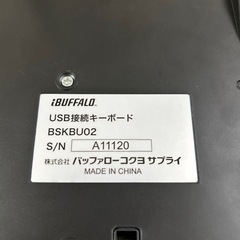 iBUFFALO
USB接続キーボード
BSKBU02
S/N A11120
株式会社 バッファローコクヨ サプライ
MADE IN CHINA